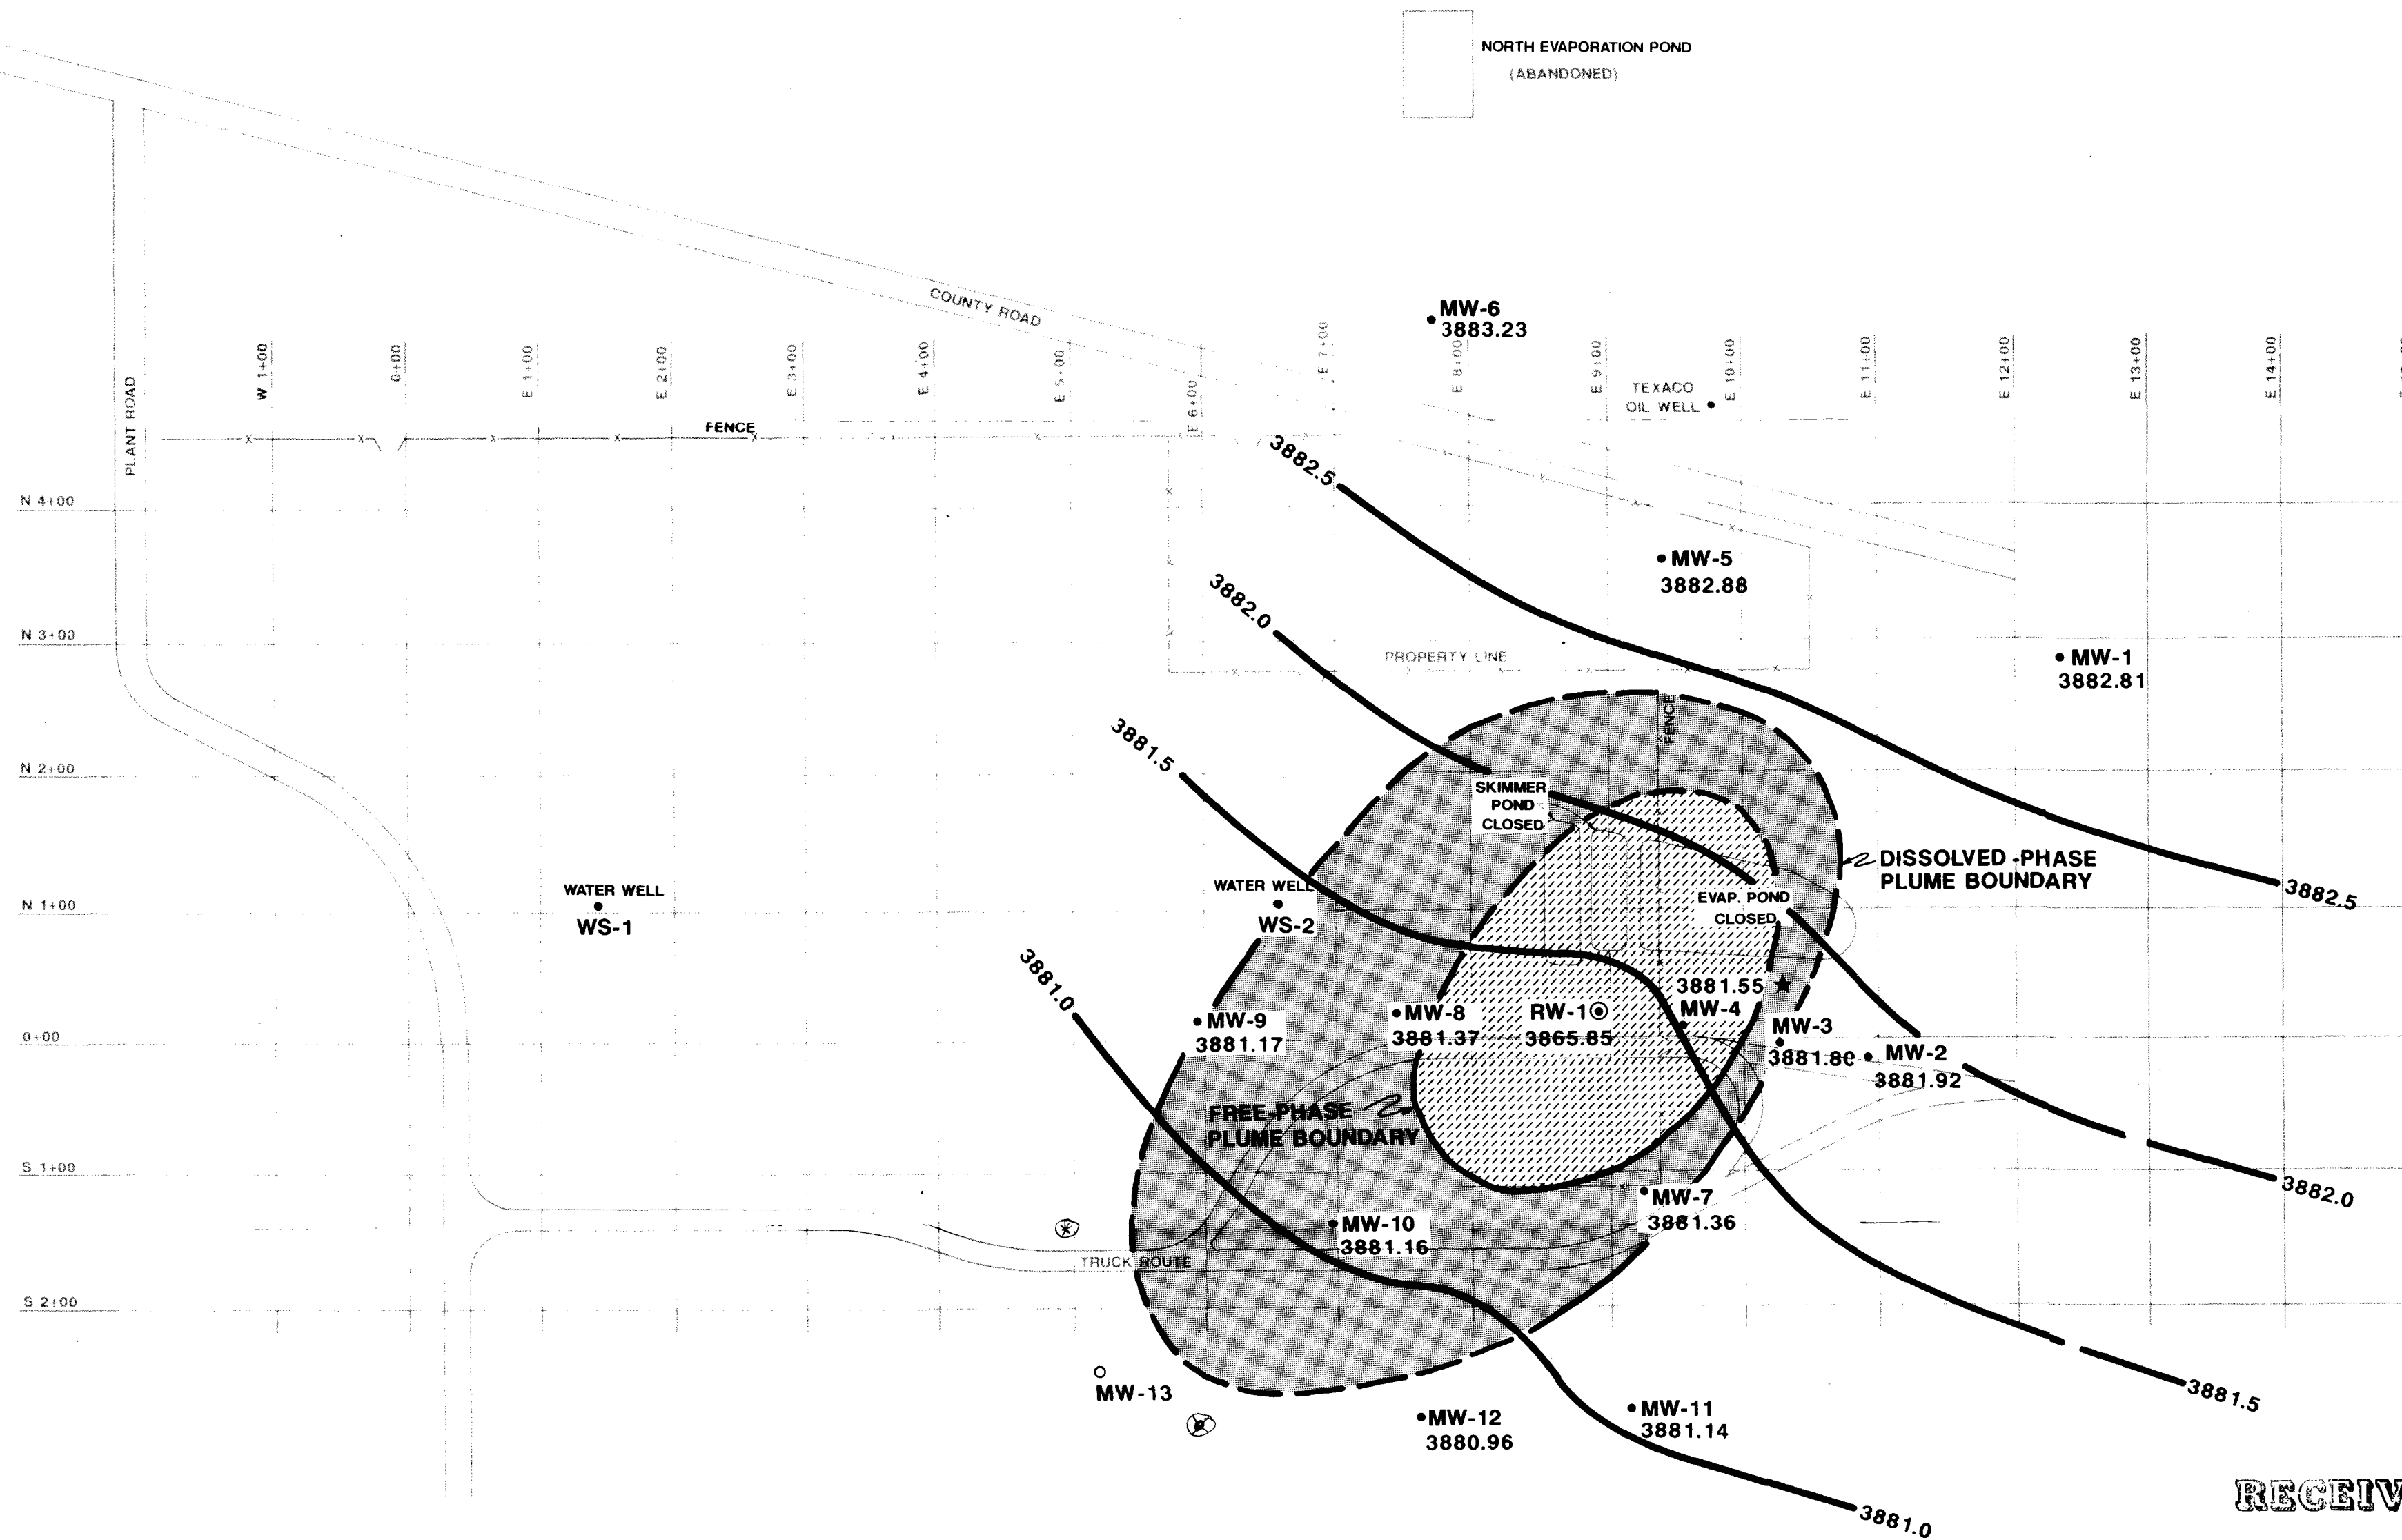 NORTH EVAPORATION POND
(ABANDONED)
COUNTY ROAD
MW-6
3883.23
PLANT ROAD
W 1+00
0+00
E 1+00
E 2+00
E 3+00
E 4+00
E 5+00
E 6+00
E 7+00
E 8+00
E 9+00
E 10+00
E 11+00
E 12+00
E 13+00
E 14+00
TEXACO
OIL WELL
FENCE
3882.5
N 4+00
MW-5
3882.88
3882.0
N 3+00
PROPERTY LINE
MW-1
3882.81
FENCE
3881.5
N 2+00
SKIMMER
POND
CLOSED
DISSOLVED-PHASE
PLUME BOUNDARY
WATER WELL
WS-1
WATER WELL
WS-2
EVAP. POND
CLOSED
3882.5
N 1+00
3881.0
3881.55
MW-4
MW-9
3881.17
MW-8
3881.37
RW-1
3865.85
MW-3
MW-2
3881.92
0+00
FREE-PHASE
PLUME BOUNDARY
S 1+00
3882.0
MW-7
3881.36
MW-10
3881.16
TRUCK ROUTE
S 2+00
MW-13
3881.5
MW-12
3880.96
MW-11
3881.14
3881.0
RECEIV